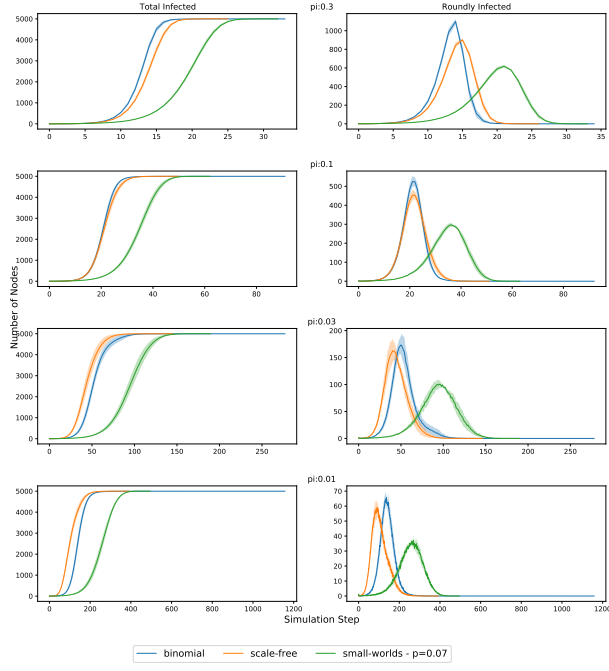 Total Infected
pi:0.3
Roundly Infected
5000
4000
3000
2000
1000
0
0 5 10 15 20 25 30
1000
800
600
400
200
0
0 5 10 15 20 25 30 35
pi:0.1
5000
4000
3000
2000
1000
0
0 20 40 60 80
500
400
300
200
100
0
0 20 40 60 80
Number of Nodes
pi:0.03
5000
4000
3000
2000
1000
0
0 50 100 150 200 250
200
150
100
50
0
0 50 100 150 200 250
pi:0.01
5000
4000
3000
2000
1000
0
0 200 400 600 800 1000 1200
70
60
50
40
30
20
10
0
0 200 400 600 800 1000 1200
Simulation Step
binomial scale-free small-worlds - p=0.07